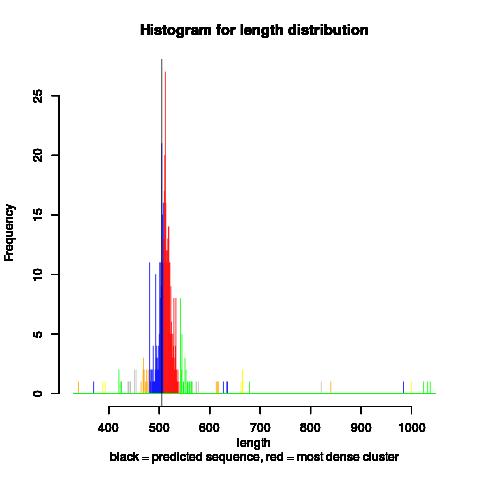 Histogram for length distribution
25
20
15
10
5
0
Frequency
400 500 600 700 800 900 1000
length
black = predicted sequence, red = most dense cluster